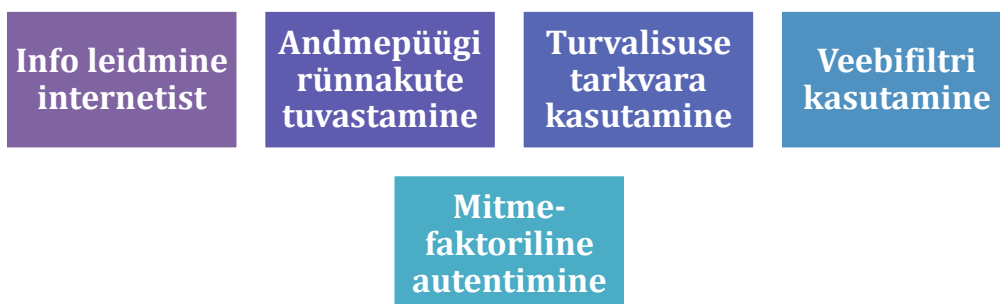 Info leidmine
internetist
Andmepüügi
rünnakute
tuvastamine
Turvalisuse
tarkvara
kasutamine
Veebifiltri
kasutamine
Mitme-
faktoriline
autentimine